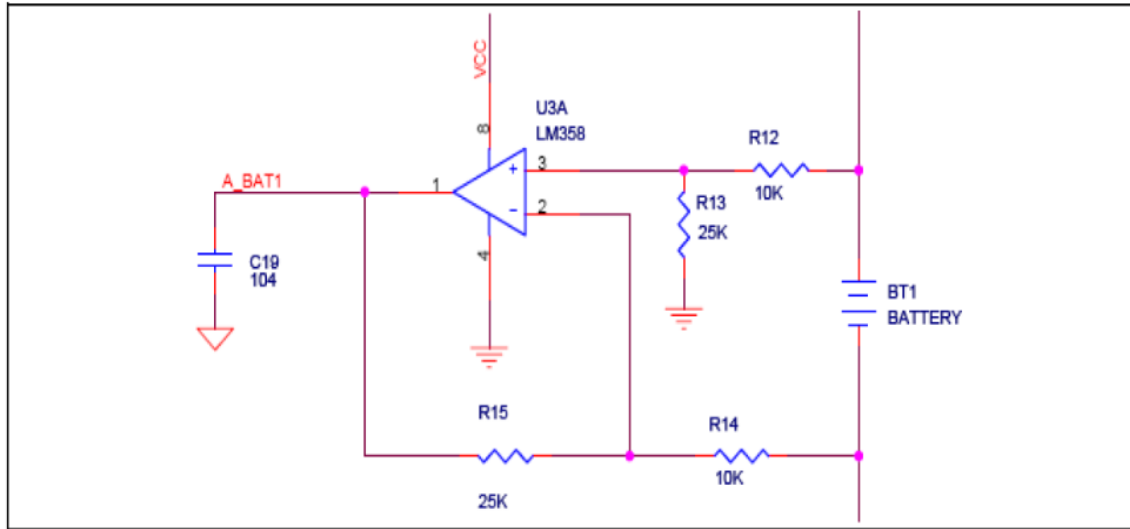 VCC
U3A
LM358
8
3
+
1
-
2
4
A_BAT1
C19
104
R12
10K
R13
25K
BT1
BATTERY
R15
25K
R14
10K